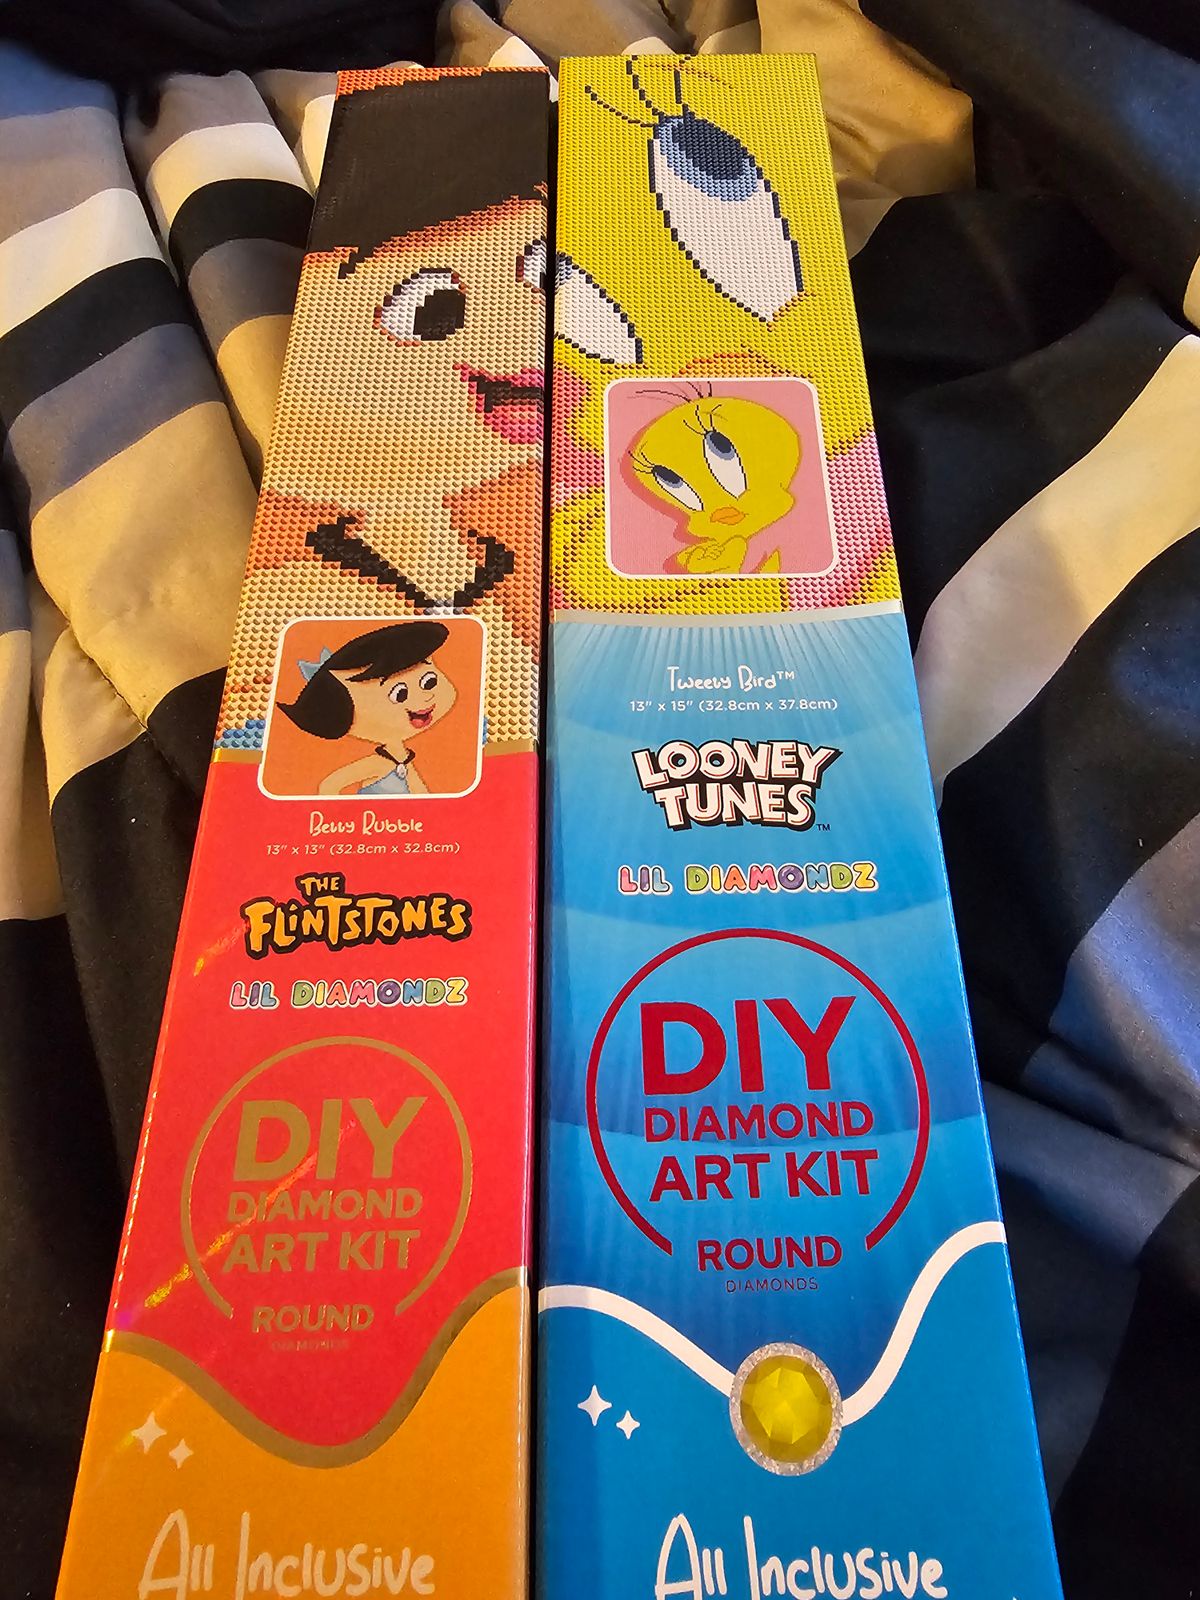 Betty Rubble
13" x 13" (32.8cm x 32.8cm)
THE
FLINTSTONES
LIL DIAMONDZ
DIY
DIAMOND
ART KIT
ROUND
DIAMONDS
All Inclusive
Tweety Bird™
13" x 15" (32.8cm x 37.8cm)
LOONEY
TUNES™
LIL DIAMONDZ
DIY
DIAMOND
ART KIT
ROUND
DIAMONDS
All Inclusive